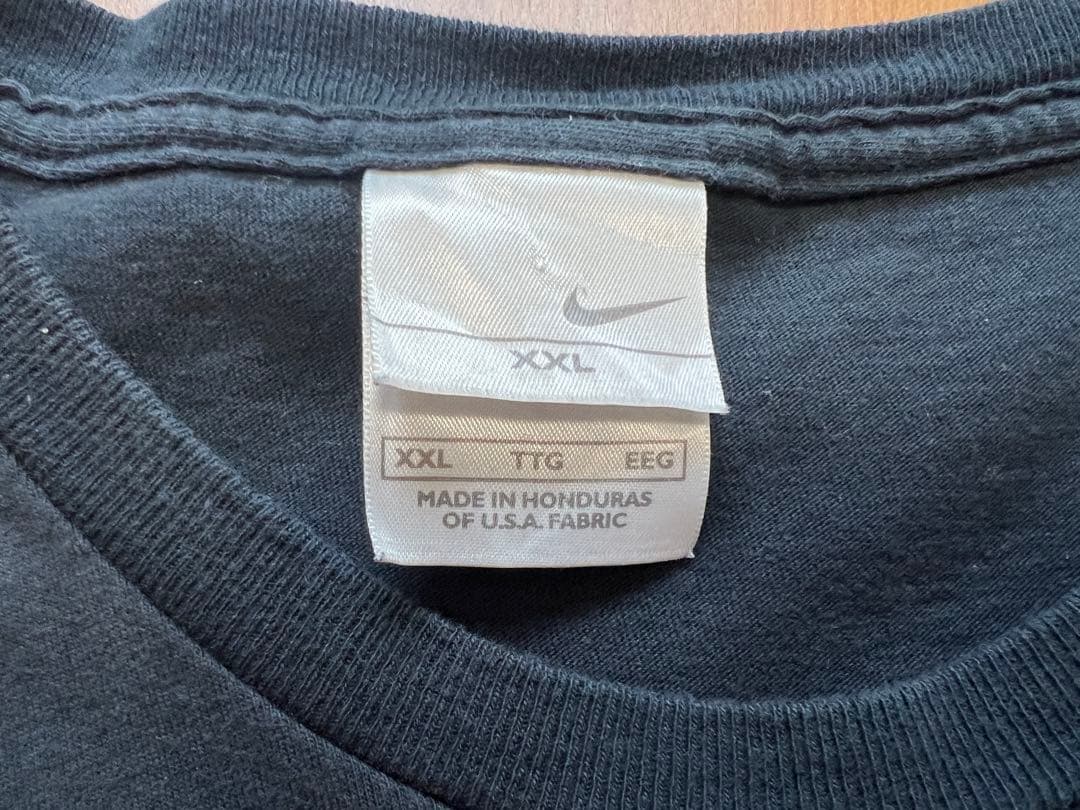 XXL
XXL TTG EEG
MADE IN HONDURAS
OF U.S.A. FABRIC